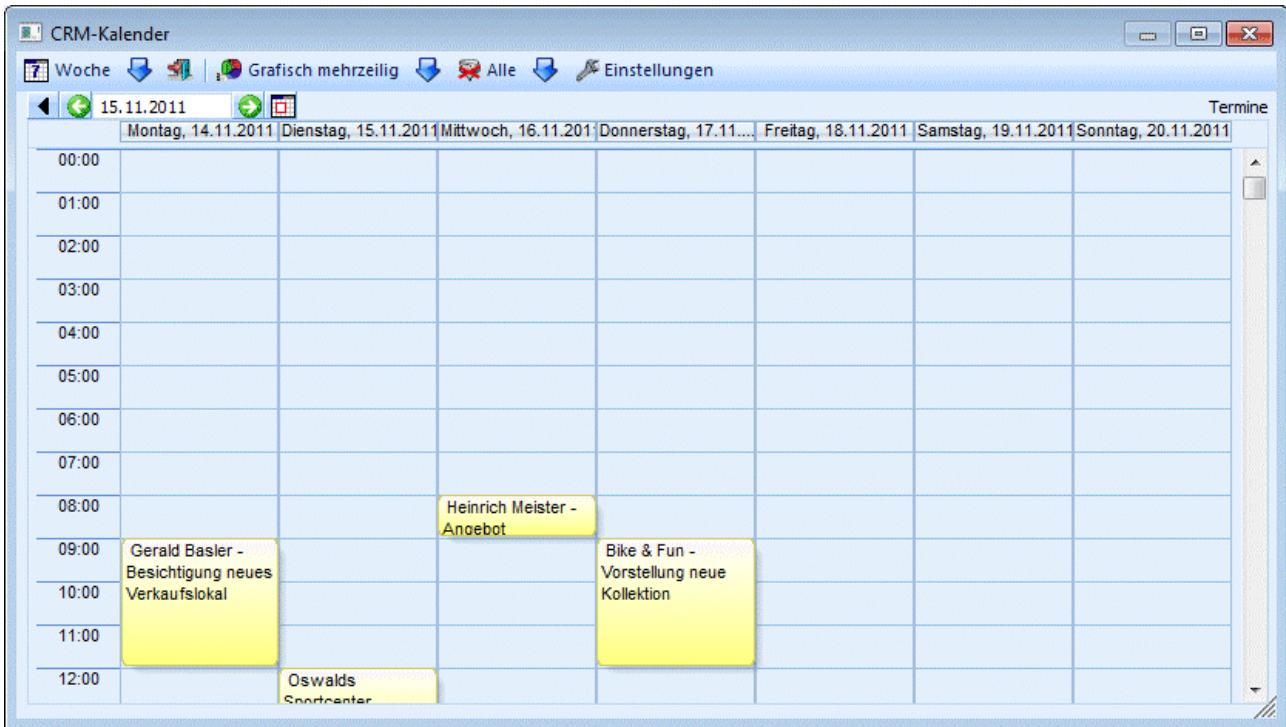 CRM-Kalender
Woche Grafisch mehrzeilig Alle Einstellungen
15.11.2011 Termine
Montag, 14.11.2011 Dienstag, 15.11.2011 Mittwoch, 16.11.201 Donnerstag, 17.11.... Freitag, 18.11.2011 Samstag, 19.11.2011 Sonntag, 20.11.2011
00:00
01:00
02:00
03:00
04:00
05:00
06:00
07:00
08:00 Heinrich Meister -
Angebot
09:00 Gerald Basler - Bike & Fun -
Besichtigung neues Vorstellung neue
10:00 Verkaufslokal Kollektion
11:00
12:00 Oswalds
Sportcenter